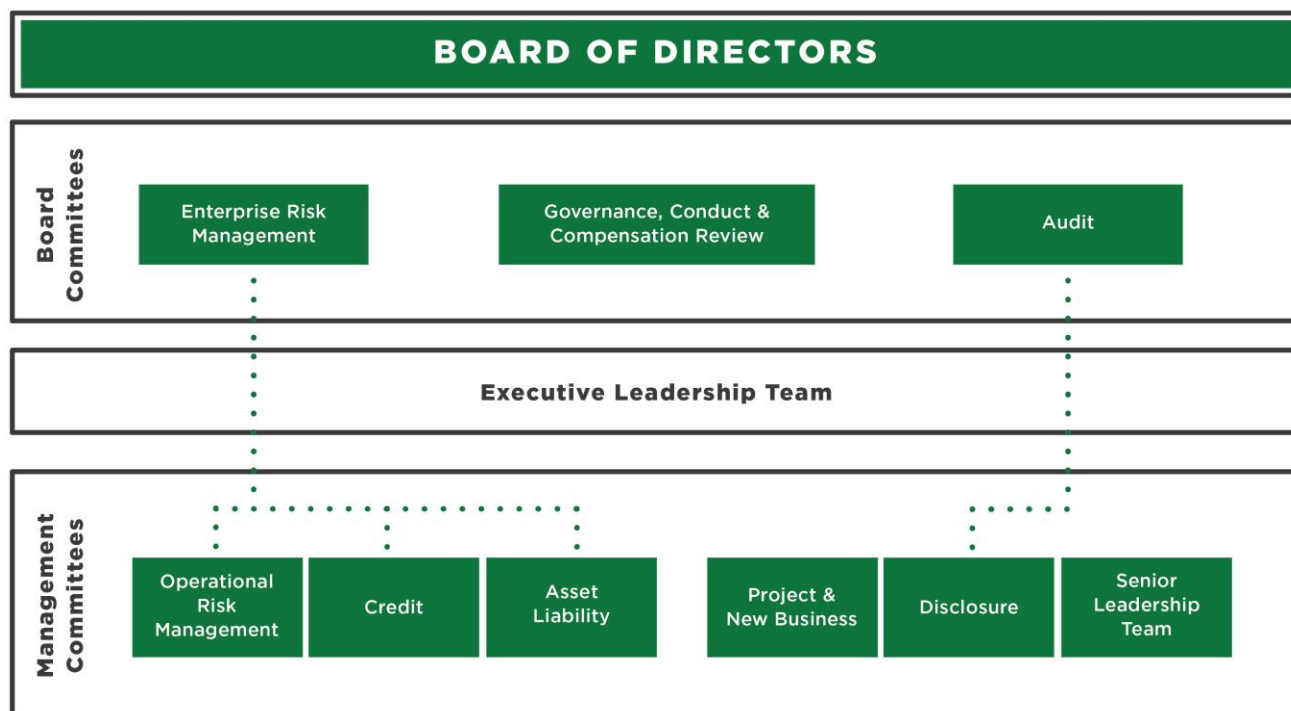 BOARD OF DIRECTORS
Board
Committees
Enterprise Risk
Management
Governance, Conduct &
Compensation Review
Audit
Executive Leadership Team
Management
Committees
Operational
Risk
Management
Credit
Asset
Liability
Project &
New Business
Disclosure
Senior
Leadership
Team